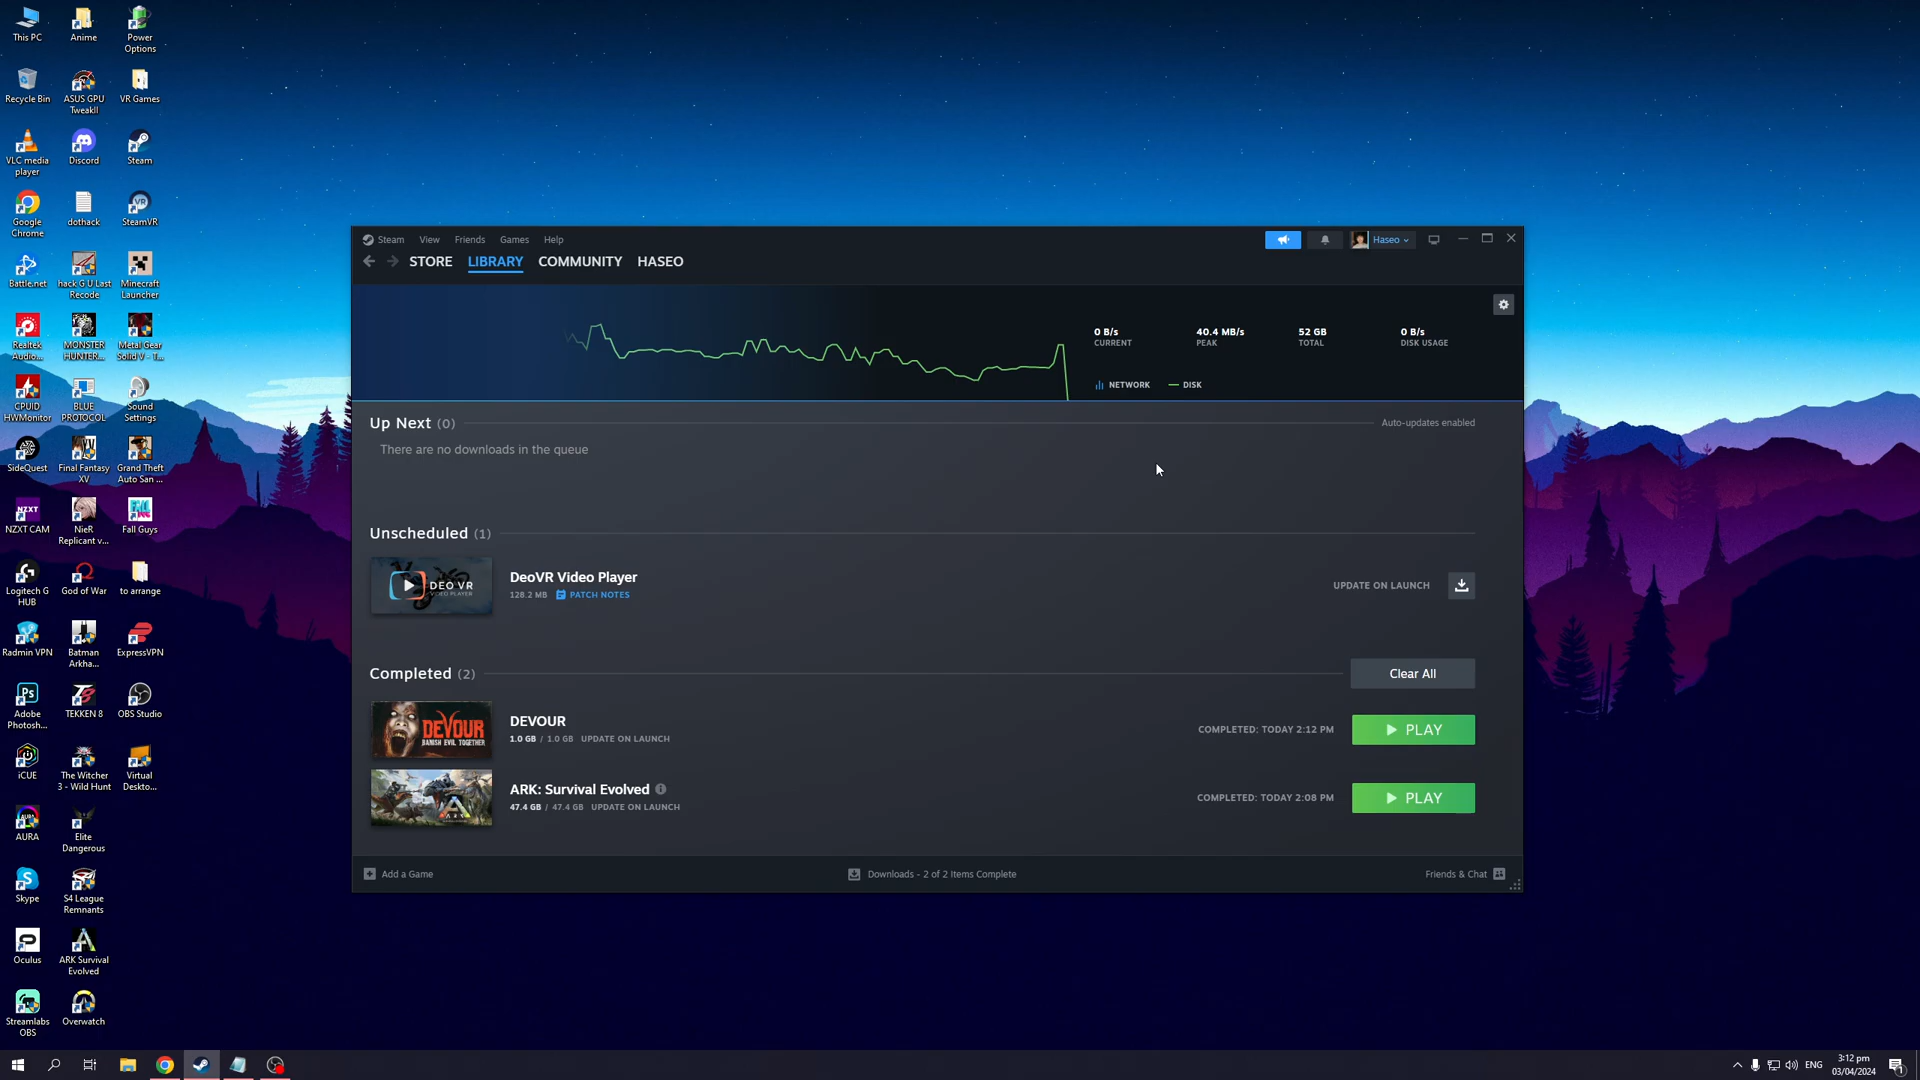 This PC
Anime
Power
Options
Recycle Bin
ASUS GPU
TweakII
VR Games
VLC media
player
Discord
Steam
Google
Chrome
dothack
SteamVR
Battle.net
hack G U Last
Recode
Minecraft
Launcher
Realtek
Audio...
MONSTER
HUNTER...
Metal Gear
Solid V - T...
CPUID
HWMonitor
BLUE
PROTOCOL
Sound
Settings
SideQuest
Final Fantasy
XV
Grand Theft
Auto San ...
NZXT CAM
NieR
Replicant v...
Fall Guys
Logitech G
HUB
God of War
to arrange
Radmin VPN
Batman
Arkha...
ExpressVPN
Adobe
Photosh...
TEKKEN 8
OBS Studio
iCUE
The Witcher
3 - Wild Hunt
Virtual
Deskto...
AURA
Elite
Dangerous
Skype
S4 League
Remnants
Oculus
ARK Survival
Evolved
Streamlabs
OBS
Overwatch
Steam View Friends Games Help
Haseo
STORE LIBRARY COMMUNITY HASEO
0 B/s 40.4 MB/s 52 GB 0 B/s
CURRENT PEAK TOTAL DISK USAGE
NETWORK DISK
Up Next (0) Auto-updates enabled
There are no downloads in the queue
Unscheduled (1)
DEO VR
VIDEO PLAYER
DeoVR Video Player
128.2 MB PATCH NOTES
UPDATE ON LAUNCH
Completed (2) Clear All
DEVOUR
BANISH EVIL TOGETHER
DEVOUR
1.0 GB / 1.0 GB UPDATE ON LAUNCH
COMPLETED: TODAY 2:12 PM PLAY
ARK: Survival Evolved
47.4 GB / 47.4 GB UPDATE ON LAUNCH
COMPLETED: TODAY 2:08 PM PLAY
Add a Game Downloads - 2 of 2 Items Complete Friends & Chat
ENG
3:12 pm
03/04/2024